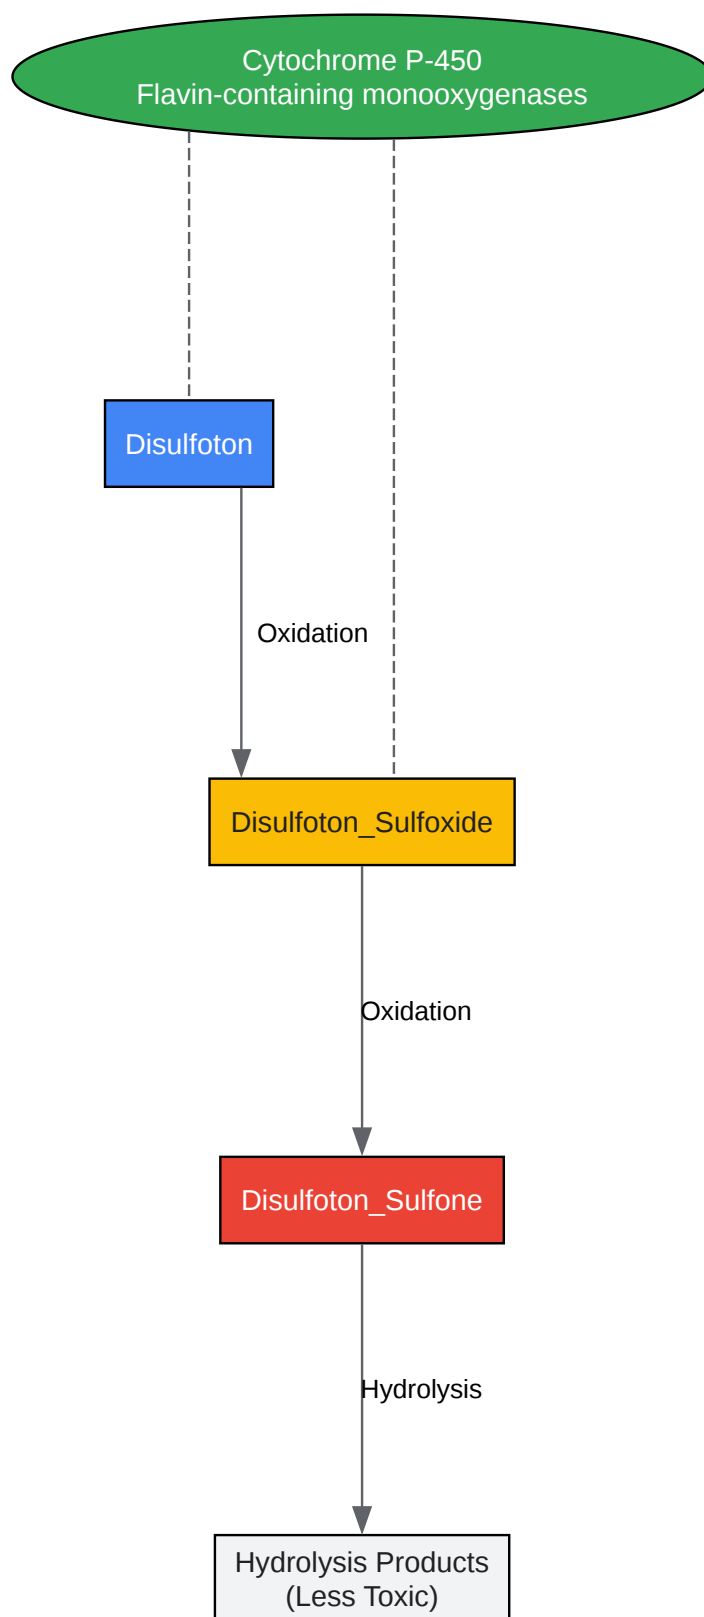 Cytochrome P-450
Flavin-containing monooxygenases
Disulfoton
Oxidation
Disulfoton_Sulfoxide
Oxidation
Disulfoton_Sulfone
Hydrolysis
Hydrolysis Products
(Less Toxic)